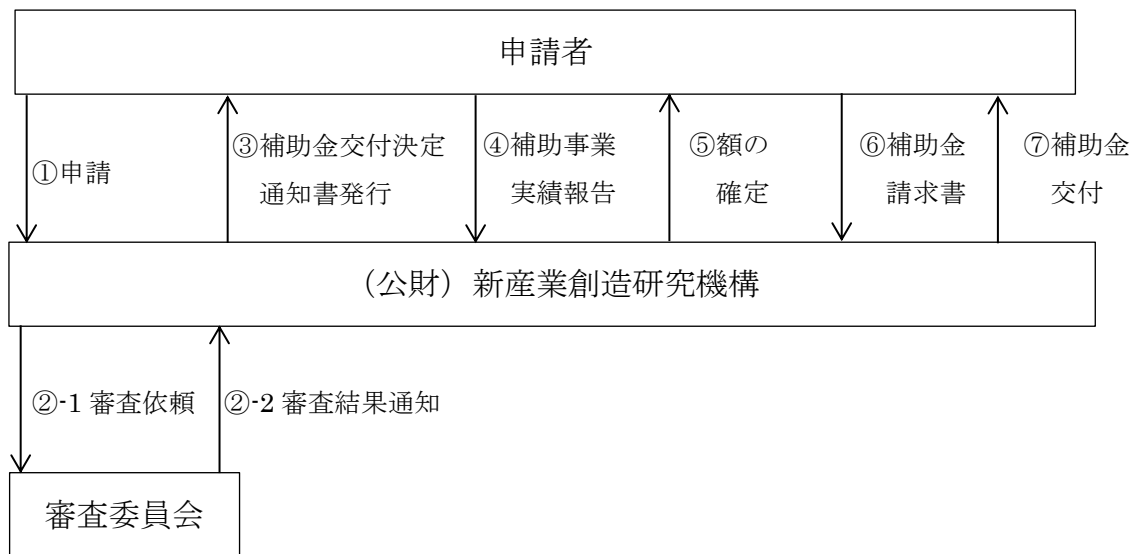 申請者
①申請
③補助金交付決定
通知書発行
④補助事業
実績報告
⑤額の
確定
⑥補助金
請求書
⑦補助金
交付
（公財）新産業創造研究機構
②-1 審査依頼
②-2 審査結果通知
審査委員会